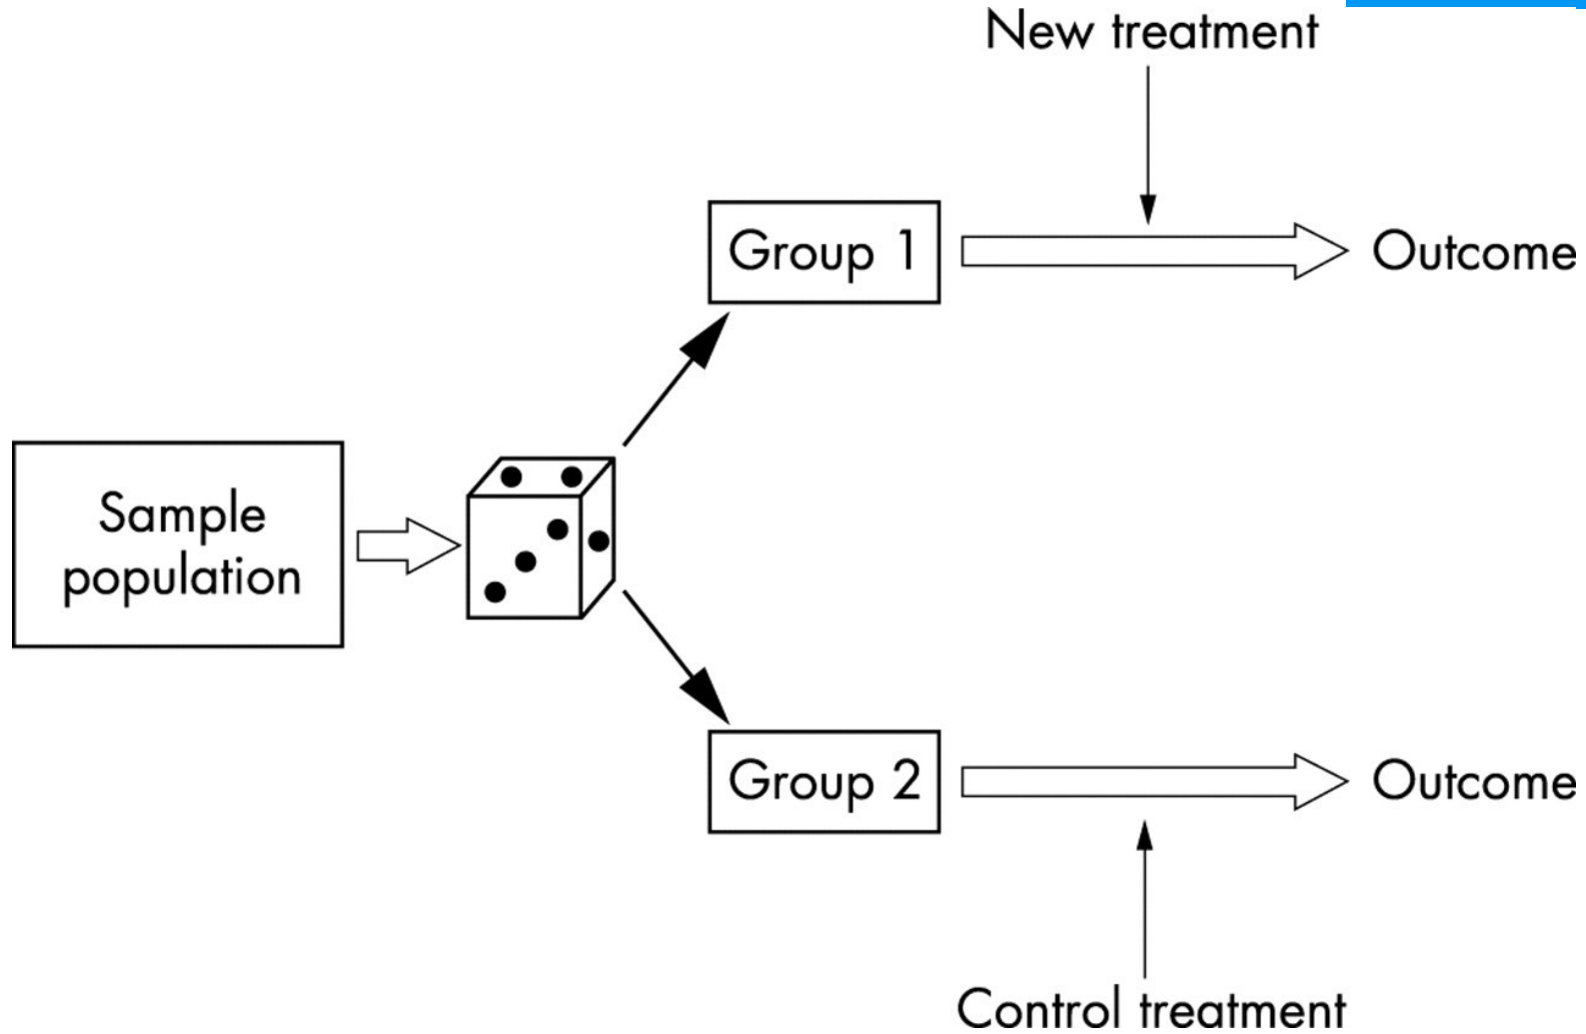 New treatment
Group 1
Outcome
Sample
population
Group 2
Outcome
Control treatment